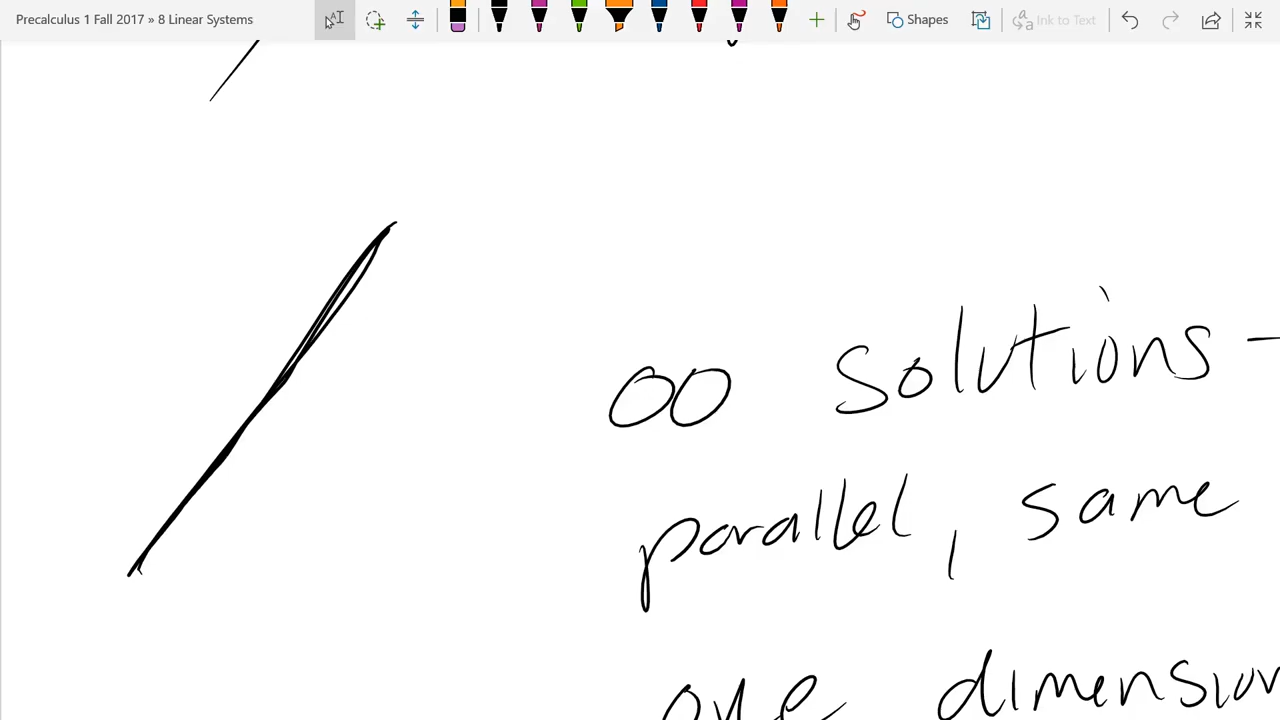 Precalculus 1 Fall 2017 » 8 Linear Systems Shapes Ink to Text
∞ solutions -
parallel, same
one dimension